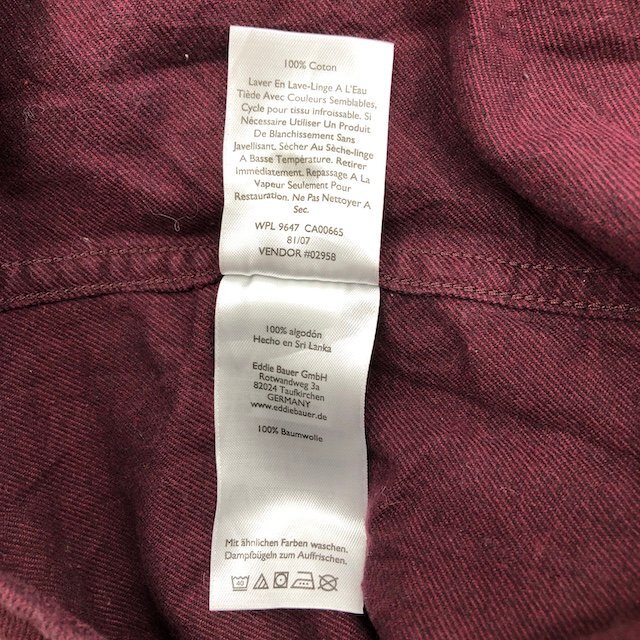 100% Coton
Laver En Lave-Linge A L'Eau
Tiède Avec Couleurs Semblables,
Cycle pour tissu infroissable. Si
Nécessaire Utiliser Un Produit
De Blanchissement Sans
Javellisant, Sécher Au Sèche-linge
A Basse Température. Retirer
Immédiatement. Repassage A La
Vapeur Seulement Pour
Restauration. Ne Pas Nettoyer A
Sec.
WPL 9647 CA00665
81/07
VENDOR #02958
100% algodón
Hecho en Sri Lanka
Eddie Bauer GmbH
Rotwandweg 3a
82024 Taufkirchen
GERMANY
www.eddiebauer.de
100% Baumwolle
Mit ähnlichen Farben waschen.
Dampfbügeln zum Auffrischen.
40